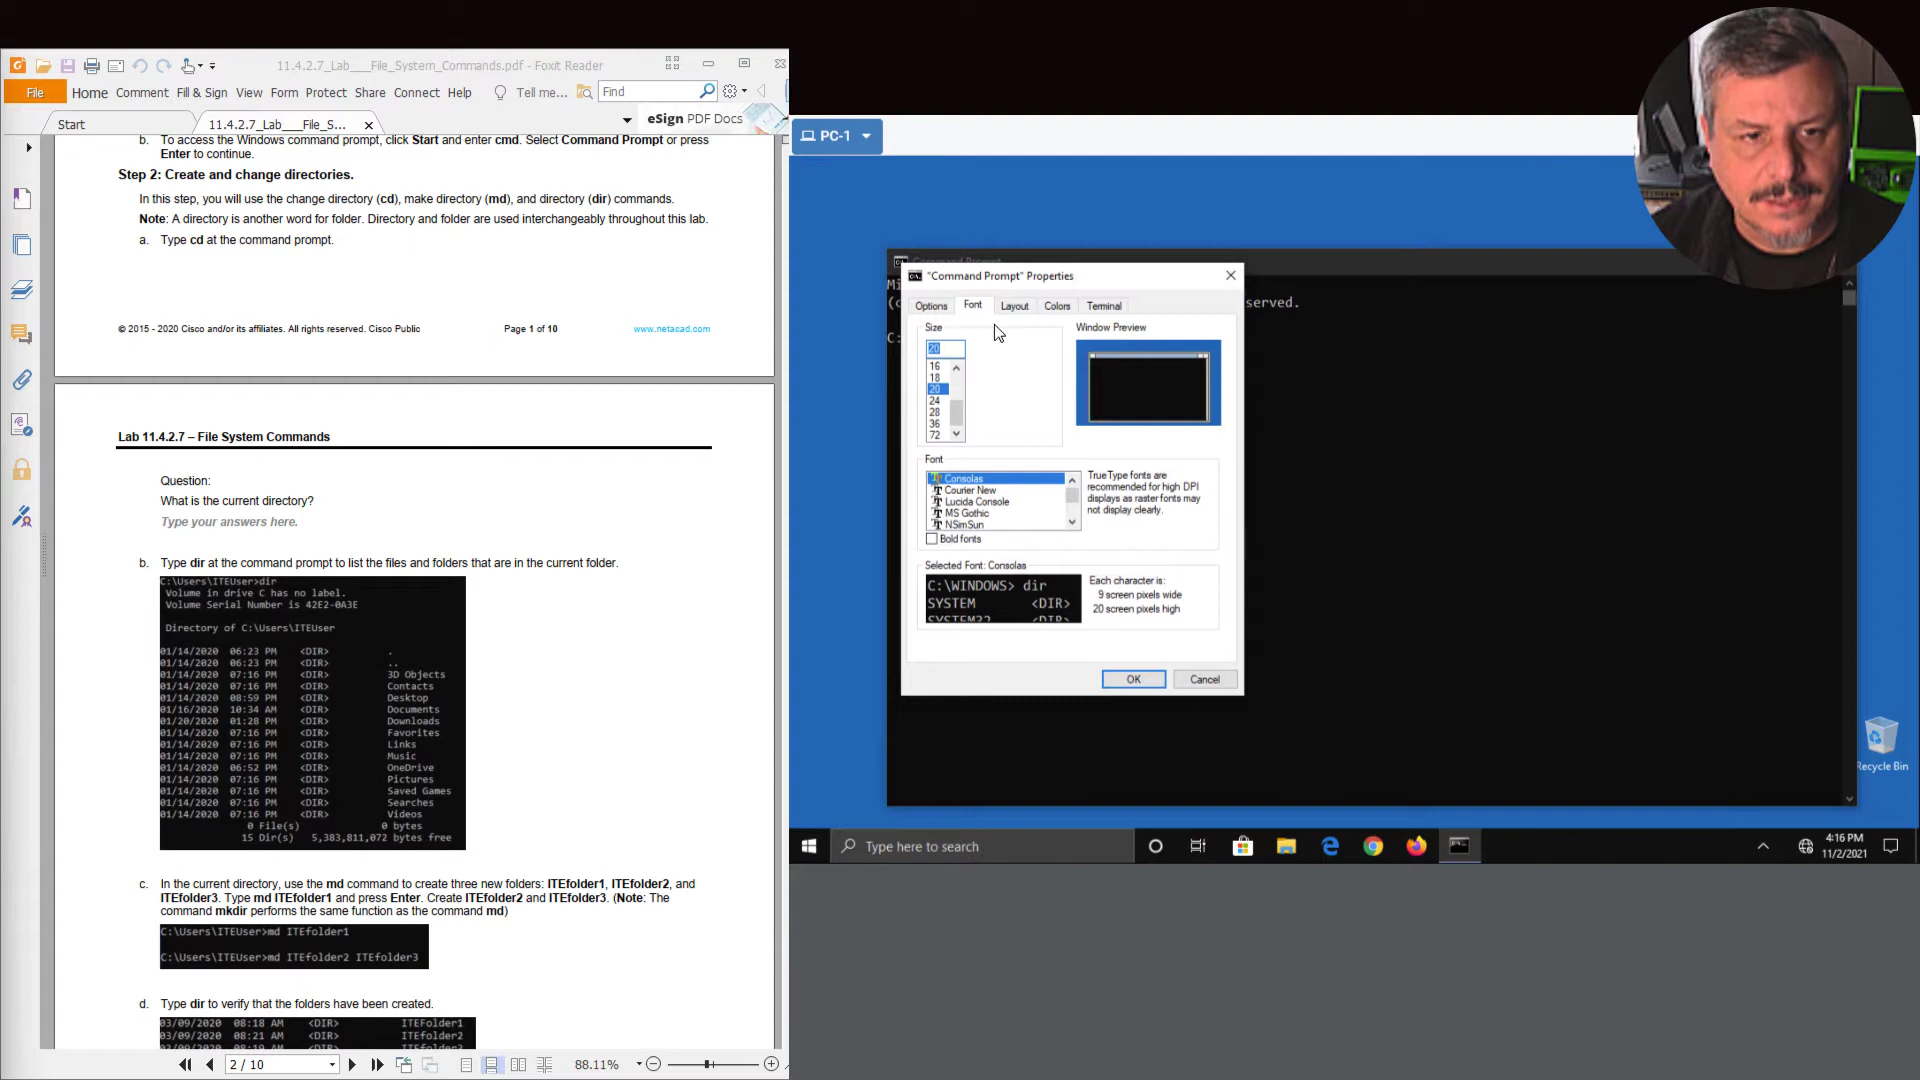 11.4.2.7_Lab___File_System_Commands.pdf - Foxit Reader
File
Home
Comment
Fill & Sign
View
Form
Protect
Share
Connect
Help
Tell me...
Find
Start
11.4.2.7_Lab___File_S...
eSign PDF Docs
b. To access the Windows command prompt, click Start and enter cmd. Select Command Prompt or press
Enter to continue.
Step 2: Create and change directories.
In this step, you will use the change directory (cd), make directory (md), and directory (dir) commands.
Note: A directory is another word for folder. Directory and folder are used interchangeably throughout this lab.
a. Type cd at the command prompt.
© 2015 - 2020 Cisco and/or its affiliates. All rights reserved. Cisco Public
Page 1 of 10
www.netacad.com
Lab 11.4.2.7 – File System Commands
Question:
What is the current directory?
Type your answers here.
b. Type dir at the command prompt to list the files and folders that are in the current folder.
C:\Users\ITEUser>dir
Volume in drive C has no label.
Volume Serial Number is 42E2-0A3E
Directory of C:\Users\ITEUser
01/14/2020 06:23 PM <DIR> .
01/14/2020 06:23 PM <DIR> ..
01/14/2020 07:16 PM <DIR> 3D Objects
01/14/2020 07:16 PM <DIR> Contacts
01/14/2020 08:59 PM <DIR> Desktop
01/16/2020 10:34 AM <DIR> Documents
01/20/2020 01:28 PM <DIR> Downloads
01/14/2020 07:16 PM <DIR> Favorites
01/14/2020 07:16 PM <DIR> Links
01/14/2020 07:16 PM <DIR> Music
01/14/2020 06:52 PM <DIR> OneDrive
01/14/2020 07:16 PM <DIR> Pictures
01/14/2020 07:16 PM <DIR> Saved Games
01/14/2020 07:16 PM <DIR> Searches
01/14/2020 07:16 PM <DIR> Videos
0 File(s) 0 bytes
15 Dir(s) 5,383,811,072 bytes free
c. In the current directory, use the md command to create three new folders: ITEfolder1, ITEfolder2, and
ITEfolder3. Type md ITEfolder1 and press Enter. Create ITEfolder2 and ITEfolder3. (Note: The
command mkdir performs the same function as the command md)
C:\Users\ITEUser>md ITEfolder1
C:\Users\ITEUser>md ITEfolder2 ITEfolder3
d. Type dir to verify that the folders have been created.
03/09/2020 08:18 AM <DIR> ITEFolder1
03/09/2020 08:21 AM <DIR> ITEfolder2
2 / 10
88.11%
PC-1
Command Prompt
Mi
(c
served.
C:
"Command Prompt" Properties
Options
Font
Layout
Colors
Terminal
Size
20
16
18
20
24
28
36
72
Window Preview
Font
Consolas
Courier New
Lucida Console
MS Gothic
NSimSun
TrueType fonts are
recommended for high DPI
displays as raster fonts may
not display clearly.
Bold fonts
Selected Font: Consolas
C:\WINDOWS> dir
SYSTEM <DIR>
SYSTEM32 <DIR>
Each character is:
9 screen pixels wide
20 screen pixels high
OK
Cancel
Recycle Bin
Type here to search
4:16 PM
11/2/2021